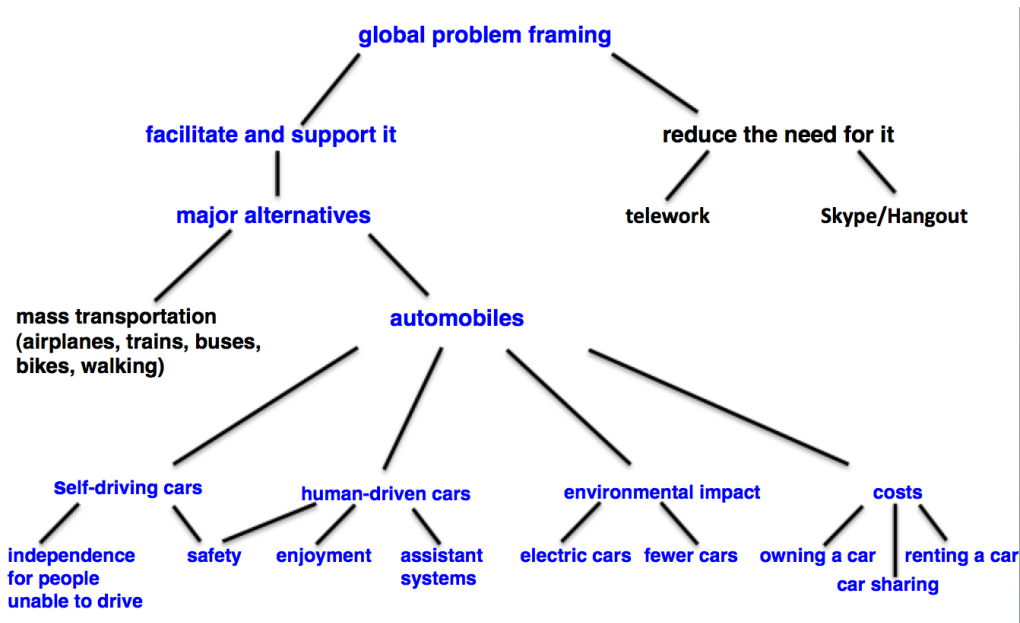 global problem framing
facilitate and support it
reduce the need for it
major alternatives
telework
Skype/Hangout
mass transportation
(airplanes, trains, buses,
bikes, walking)
automobiles
Self-driving cars
human-driven cars
environmental impact
costs
independence
for people
unable to drive
safety
enjoyment
assistant
systems
electric cars
fewer cars
owning a car
car sharing
renting a car